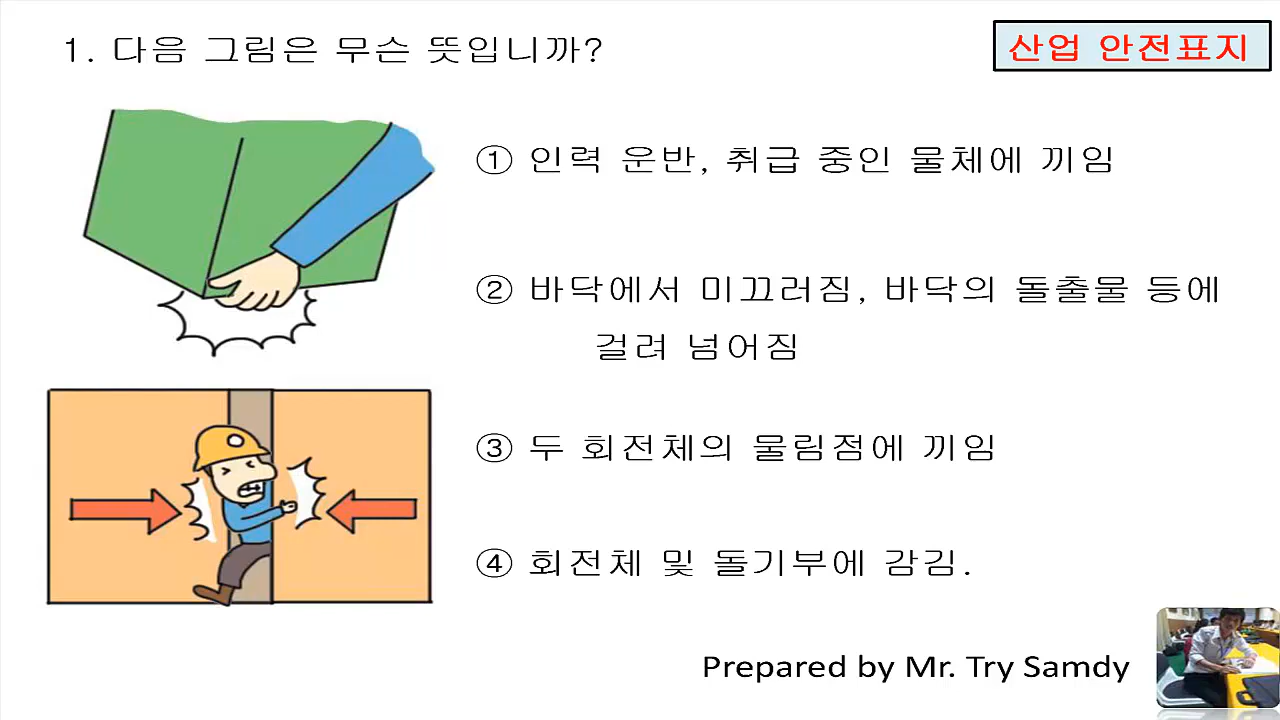 1. 다음 그림은 무슨 뜻입니까?
산업 안전표지
① 인력 운반, 취급 중인 물체에 끼임
② 바닥에서 미끄러짐, 바닥의 돌출물 등에
걸려 넘어짐
③ 두 회전체의 물림점에 끼임
④ 회전체 및 돌기부에 감김.
Prepared by Mr. Try Samdy